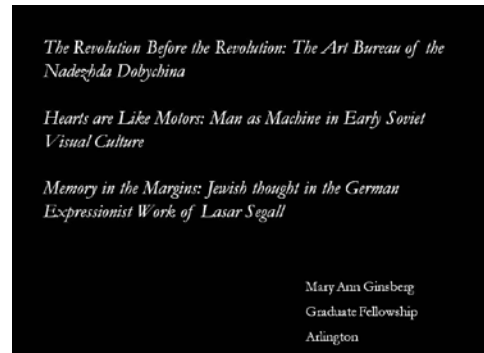 The Revolution Before the Revolution: The Art Bureau of the
Nadezhda Dobychina
Hearts are Like Motors: Man as Machine in Early Soviet
Visual Culture
Memory in the Margins: Jewish thought in the German
Expressionist Work of Lasar Segall
Mary Ann Ginsberg
Graduate Fellowship
Arlington